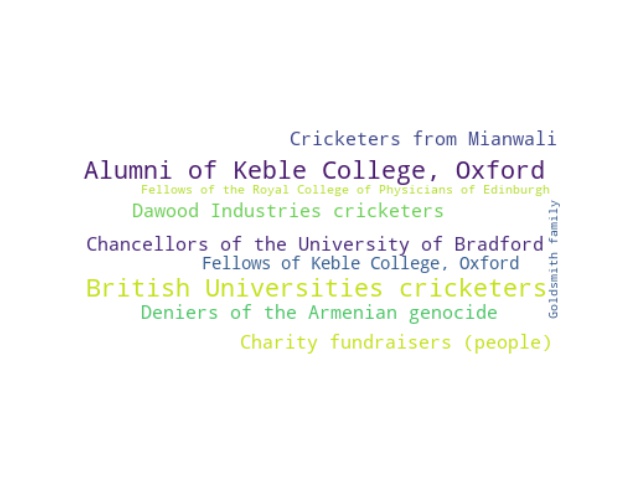 Cricketers from Mianwali
Alumni of Keble College, Oxford
Fellows of the Royal College of Physicians of Edinburgh
Dawood Industries cricketers
Goldsmith family
Chancellors of the University of Bradford
Fellows of Keble College, Oxford
British Universities cricketers
Deniers of the Armenian genocide
Charity fundraisers (people)